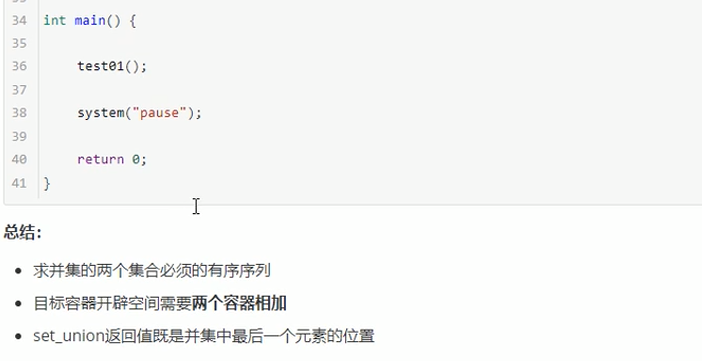 34 int main() {
35
36 test01();
37
38 system("pause");
39
40 return 0;
41 }
总结：
求并集的两个集合必须的有序序列
目标容器开辟空间需要两个容器相加
set_union返回值既是并集中最后一个元素的位置